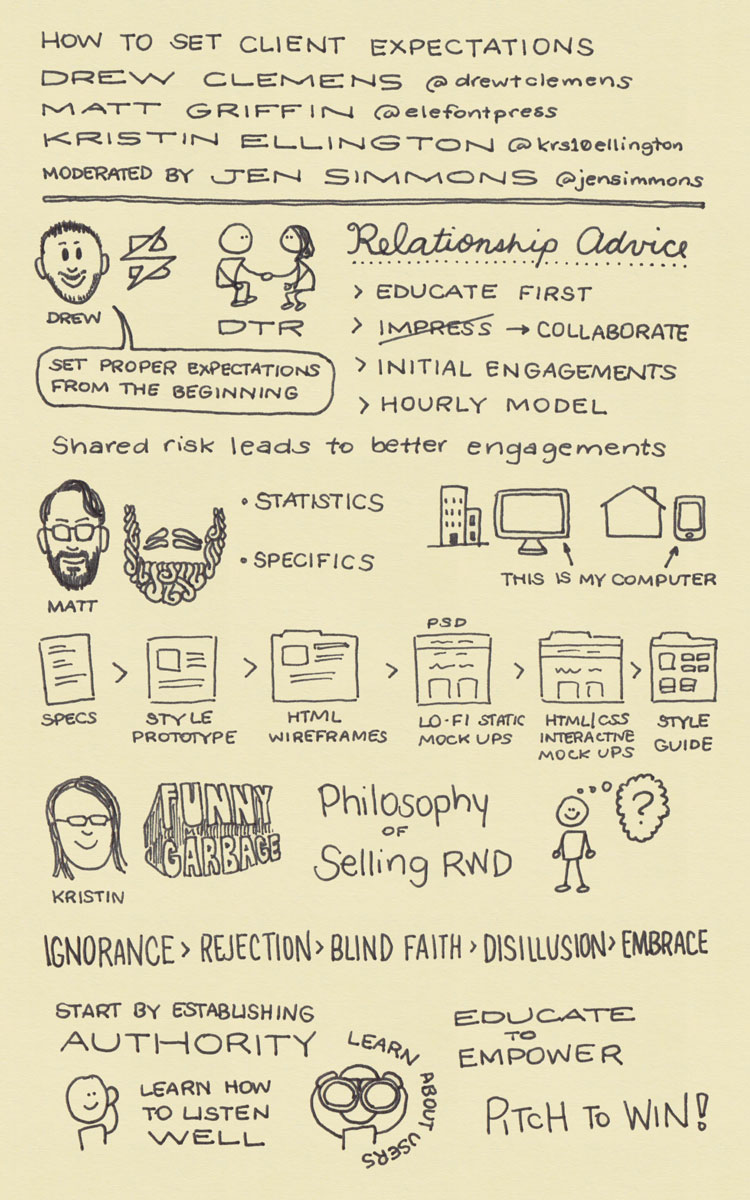 HOW TO SET CLIENT EXPECTATIONS
DREW CLEMENS @drewtclemens
MATT GRIFFIN @elefontpress
KRISTIN ELLINGTON @krs10ellington
MODERATED BY JEN SIMMONS @jensimmons
DREW
SET PROPER EXPECTATIONS
FROM THE BEGINNING
DTR
Relationship Advice
> EDUCATE FIRST
> IMPRESS → COLLABORATE
> INITIAL ENGAGEMENTS
> HOURLY MODEL
Shared risk leads to better engagements
MATT
• STATISTICS
• SPECIFICS
THIS IS MY COMPUTER
SPECS
>
STYLE
PROTOTYPE
>
HTML
WIREFRAMES
>
PSD
LO-FI STATIC
MOCK UPS
>
HTML/CSS
INTERACTIVE
MOCK UPS
>
STYLE
GUIDE
KRISTIN
FUNNY
GARBAGE
Philosophy
OF
Selling RWD
?
IGNORANCE > REJECTION > BLIND FAITH > DISILLUSION > EMBRACE
START BY ESTABLISHING
AUTHORITY
LEARN HOW
TO LISTEN
WELL
LEARN ABOUT USERS
EDUCATE
TO
EMPOWER
PITCH TO WIN!